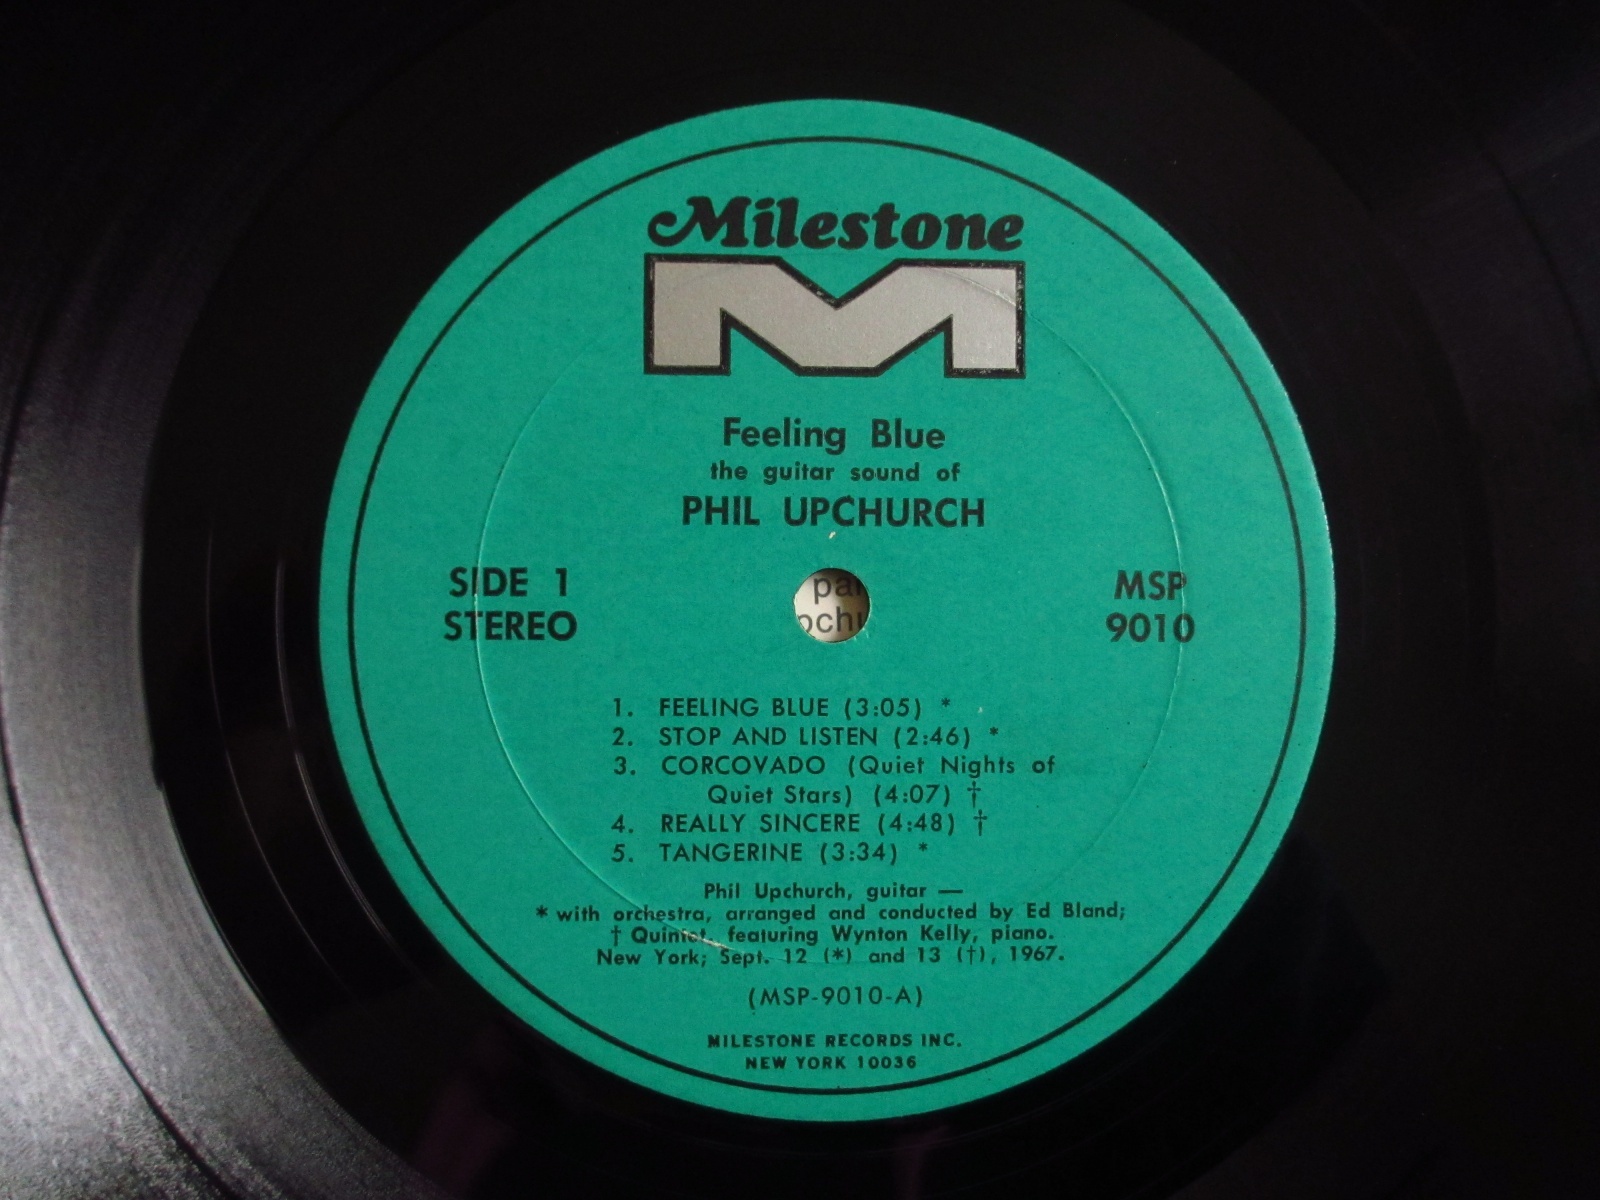 Milestone
Feeling Blue
the guitar sound of
PHIL UPCHURCH
SIDE 1
STEREO
MSP
9010
1. FEELING BLUE (3:05) *
2. STOP AND LISTEN (2:46) *
3. CORCOVADO (Quiet Nights of
Quiet Stars) (4:07) †
4. REALLY SINCERE (4:48) †
5. TANGERINE (3:34) *
Phil Upchurch, guitar —
* with orchestra, arranged and conducted by Ed Bland;
† Quintet, featuring Wynton Kelly, piano.
New York; Sept. 12 (*) and 13 (†), 1967.
(MSP-9010-A)
MILESTONE RECORDS INC.
NEW YORK 10036